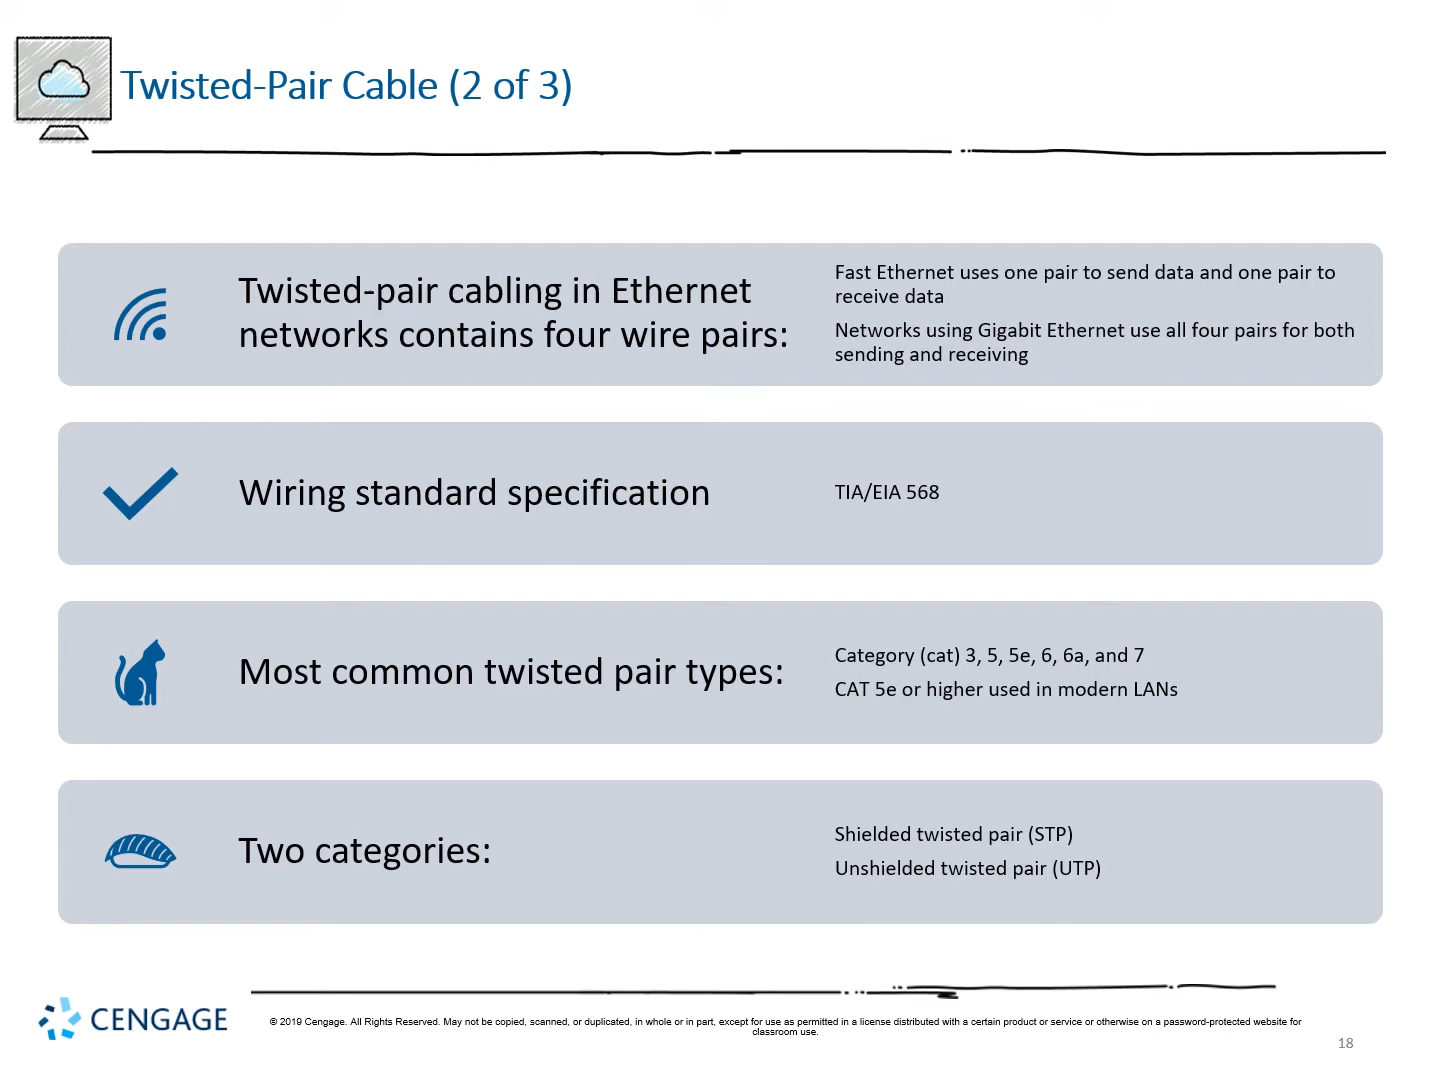 Twisted-Pair Cable (2 of 3)
Twisted-pair cabling in Ethernet
networks contains four wire pairs:
Fast Ethernet uses one pair to send data and one pair to
receive data
Networks using Gigabit Ethernet use all four pairs for both
sending and receiving
Wiring standard specification
TIA/EIA 568
Most common twisted pair types:
Category (cat) 3, 5, 5e, 6, 6a, and 7
CAT 5e or higher used in modern LANs
Two categories:
Shielded twisted pair (STP)
Unshielded twisted pair (UTP)
CENGAGE
© 2019 Cengage. All Rights Reserved. May not be copied, scanned, or duplicated, in whole or in part, except for use as permitted in a license distributed with a certain product or service or otherwise on a password-protected website for
classroom use.
18